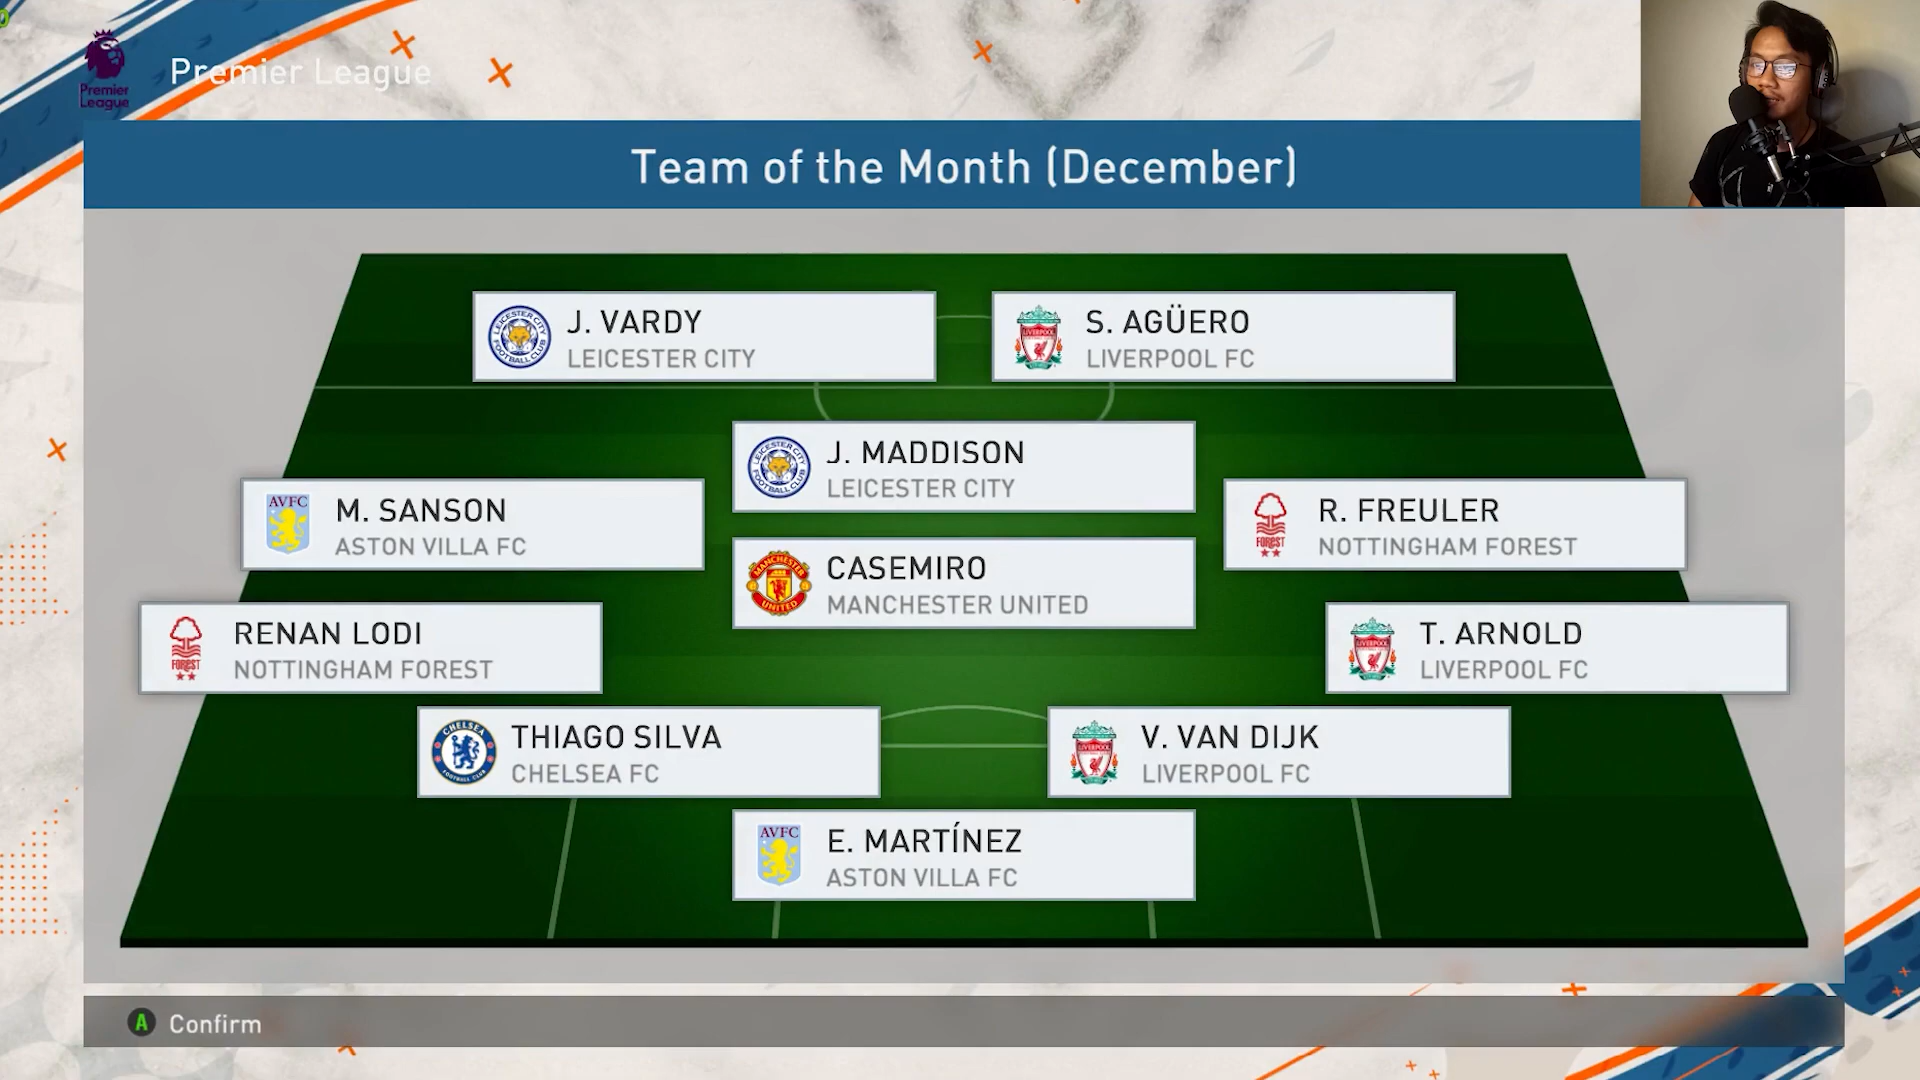 Premier League
Premier
League
Team of the Month (December)
J. VARDY
LEICESTER CITY
S. AGÜERO
LIVERPOOL FC
J. MADDISON
LEICESTER CITY
M. SANSON
ASTON VILLA FC
R. FREULER
NOTTINGHAM FOREST
CASEMIRO
MANCHESTER UNITED
RENAN LODI
NOTTINGHAM FOREST
T. ARNOLD
LIVERPOOL FC
THIAGO SILVA
CHELSEA FC
V. VAN DIJK
LIVERPOOL FC
E. MARTÍNEZ
ASTON VILLA FC
A Confirm